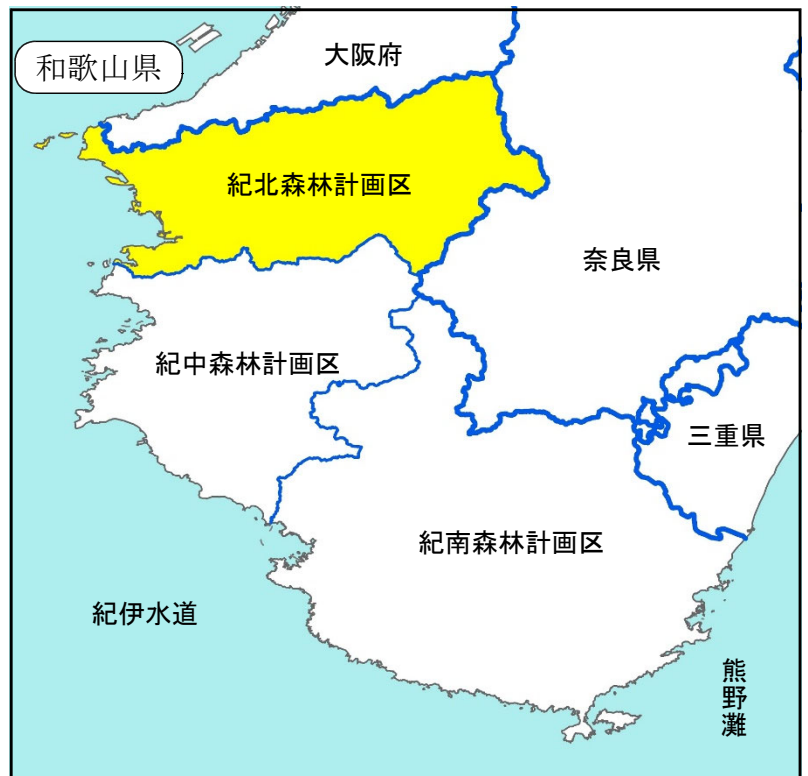 和歌山県
大阪府
紀北森林計画区
奈良県
紀中森林計画区
三重県
紀南森林計画区
紀伊水道
熊野灘